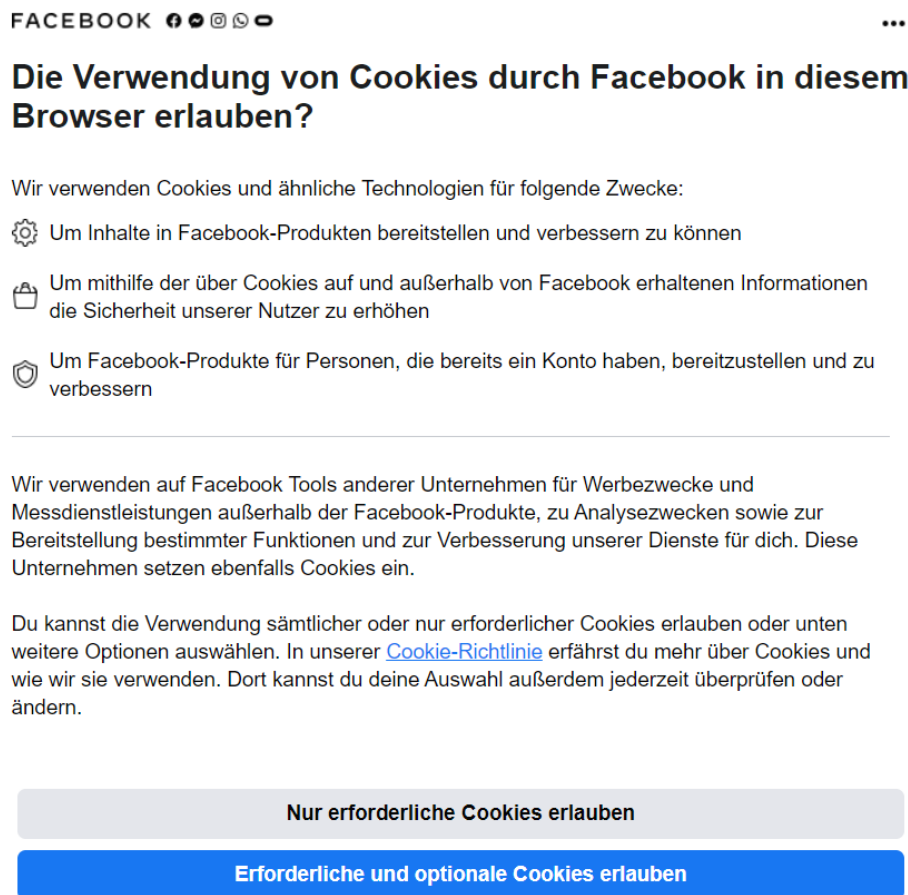 FACEBOOK
Die Verwendung von Cookies durch Facebook in diesem
Browser erlauben?
Wir verwenden Cookies und ähnliche Technologien für folgende Zwecke:
Um Inhalte in Facebook-Produkten bereitstellen und verbessern zu können
Um mithilfe der über Cookies auf und außerhalb von Facebook erhaltenen Informationen
die Sicherheit unserer Nutzer zu erhöhen
Um Facebook-Produkte für Personen, die bereits ein Konto haben, bereitzustellen und zu
verbessern
Wir verwenden auf Facebook Tools anderer Unternehmen für Werbezwecke und
Messdienstleistungen außerhalb der Facebook-Produkte, zu Analysezwecken sowie zur
Bereitstellung bestimmter Funktionen und zur Verbesserung unserer Dienste für dich. Diese
Unternehmen setzen ebenfalls Cookies ein.
Du kannst die Verwendung sämtlicher oder nur erforderlicher Cookies erlauben oder unten
weitere Optionen auswählen. In unserer Cookie-Richtlinie erfährst du mehr über Cookies und
wie wir sie verwenden. Dort kannst du deine Auswahl außerdem jederzeit überprüfen oder
ändern.
Nur erforderliche Cookies erlauben
Erforderliche und optionale Cookies erlauben